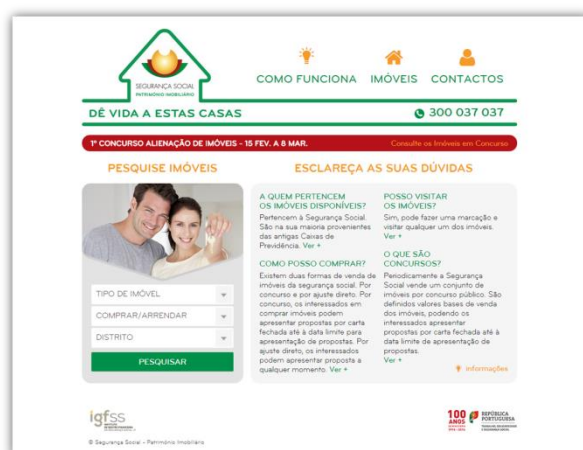 SEGURANÇA SOCIAL
PATRIMÓNIO IMOBILIÁRIO
COMO FUNCIONA
IMÓVEIS
CONTACTOS
DÊ VIDA A ESTAS CASAS
300 037 037
1º CONCURSO ALIENAÇÃO DE IMÓVEIS - 15 FEV. A 8 MAR.
Consulte os Imóveis em Concurso
PESQUISE IMÓVEIS
ESCLAREÇA AS SUAS DÚVIDAS
TIPO DE IMÓVEL
COMPRAR/ARRENDAR
DISTRITO
PESQUISAR
A QUEM PERTENCEM
OS IMÓVEIS DISPONÍVEIS?
Pertencem à Segurança Social.
São na sua maioria provenientes
das antigas Caixas de
Previdência. Ver +
COMO POSSO COMPRAR?
Existem duas formas de venda de
imóveis da segurança social. Por
concurso e por ajuste direto. Por
concurso, os interessados em
comprar imóveis podem
apresentar propostas por carta
fechada até à data limite para
apresentação de propostas. Por
ajuste direto, os interessados
podem apresentar proposta a
qualquer momento. Ver +
POSSO VISITAR
OS IMÓVEIS?
Sim, pode fazer uma marcação e
visitar qualquer um dos imóveis.
Ver +
O QUE SÃO
CONCURSOS?
Periodicamente a Segurança
Social vende um conjunto de
imóveis por concurso público. São
definidos valores bases de venda
dos imóveis, podendo os
interessados apresentar
propostas por carta fechada até à
data limite de apresentação de
propostas.
Ver +
informações
igfss
100
ANOS
REPÚBLICA
PORTUGUESA
© Segurança Social - Património Imobiliário